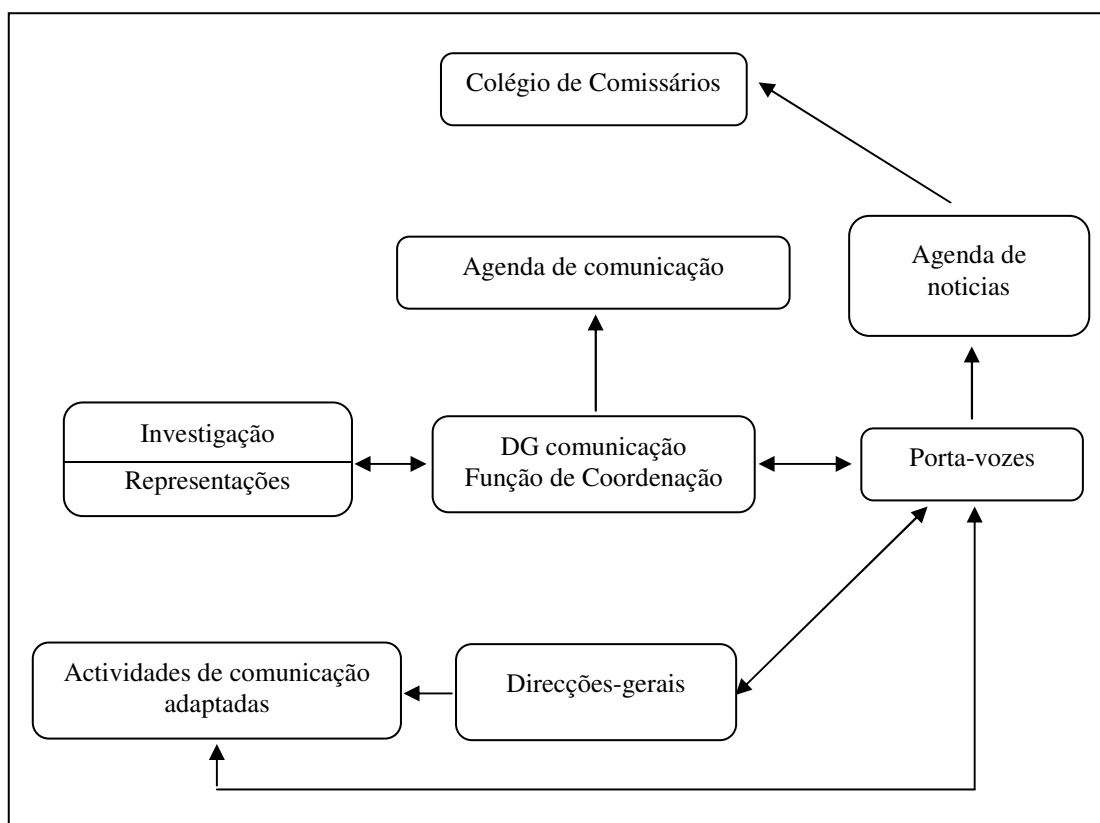 Colégio de Comissários
Agenda de comunicação
Agenda de
noticias
Investigação
Representações
DG comunicação
Função de Coordenação
Porta-vozes
Actividades de comunicação
adaptadas
Direcções-gerais